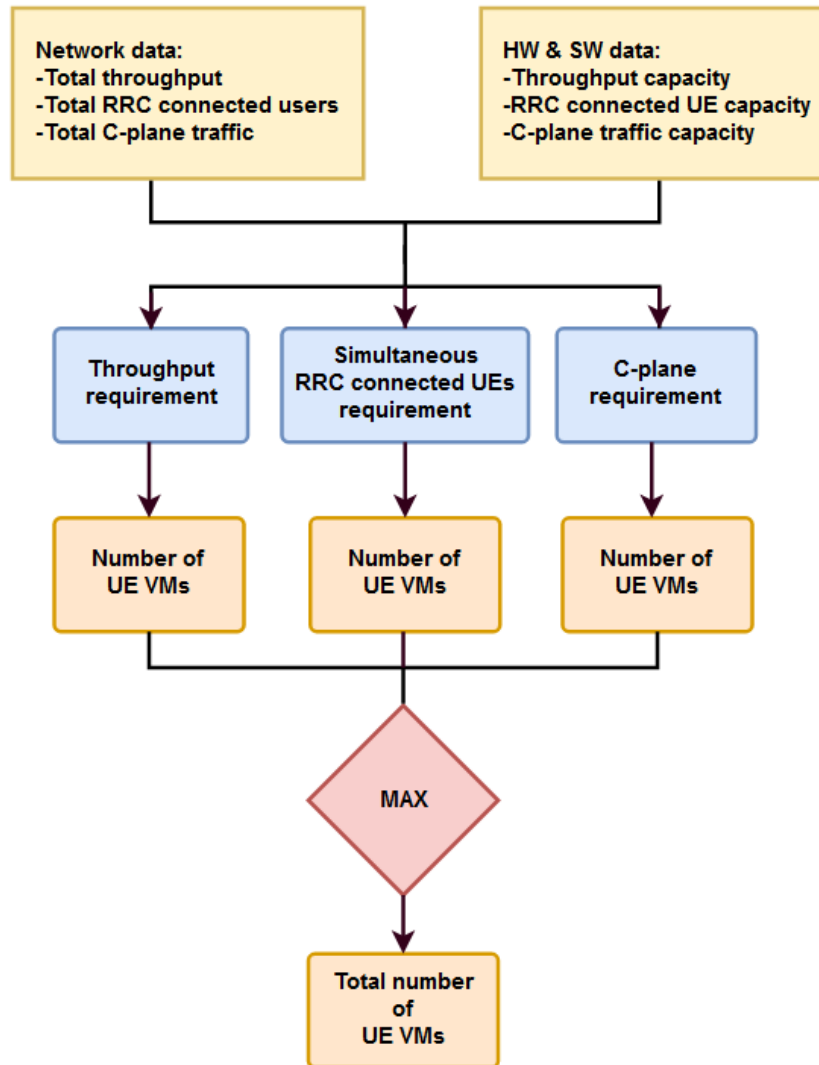 Network data:
-Total throughput
-Total RRC connected users
-Total C-plane traffic
HW & SW data:
-Throughput capacity
-RRC connected UE capacity
-C-plane traffic capacity
Throughput
requirement
Simultaneous
RRC connected UEs
requirement
C-plane
requirement
Number of
UE VMs
Number of
UE VMs
Number of
UE VMs
MAX
Total number
of
UE VMs